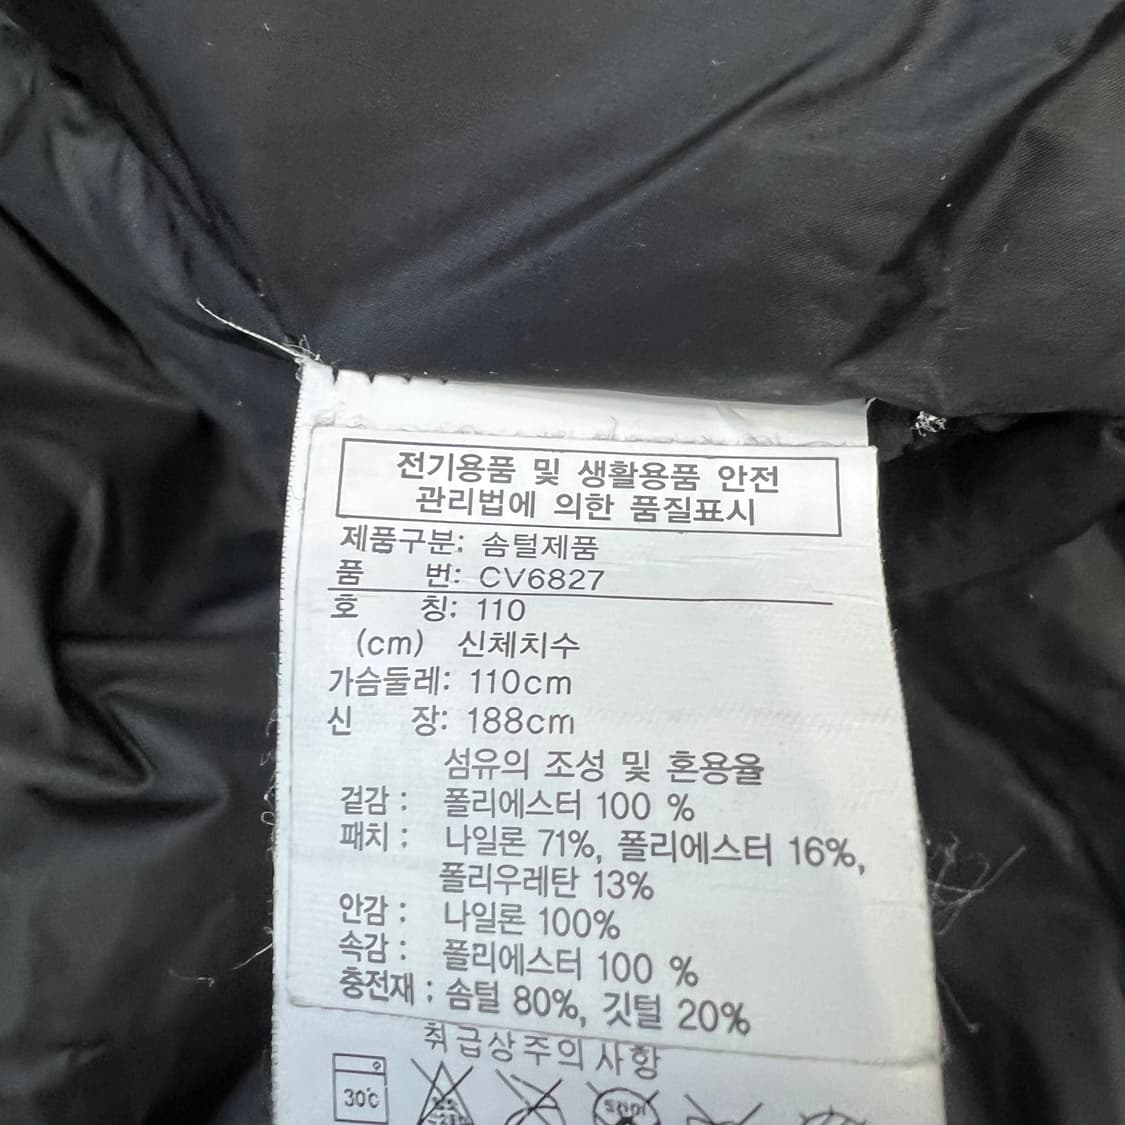 전기용품 및 생활용품 안전
관리법에 의한 품질표시
제품구분: 솜털제품
품 번: CV6827
호 칭: 110
(cm) 신체치수
가슴둘레: 110cm
신 장: 188cm
섬유의 조성 및 혼용율
겉감 : 폴리에스터 100 %
패치 : 나일론 71%, 폴리에스터 16%,
폴리우레탄 13%
안감 : 나일론 100%
속감 : 폴리에스터 100 %
충전재 ; 솜털 80%, 깃털 20%
취급상주의사항
30℃